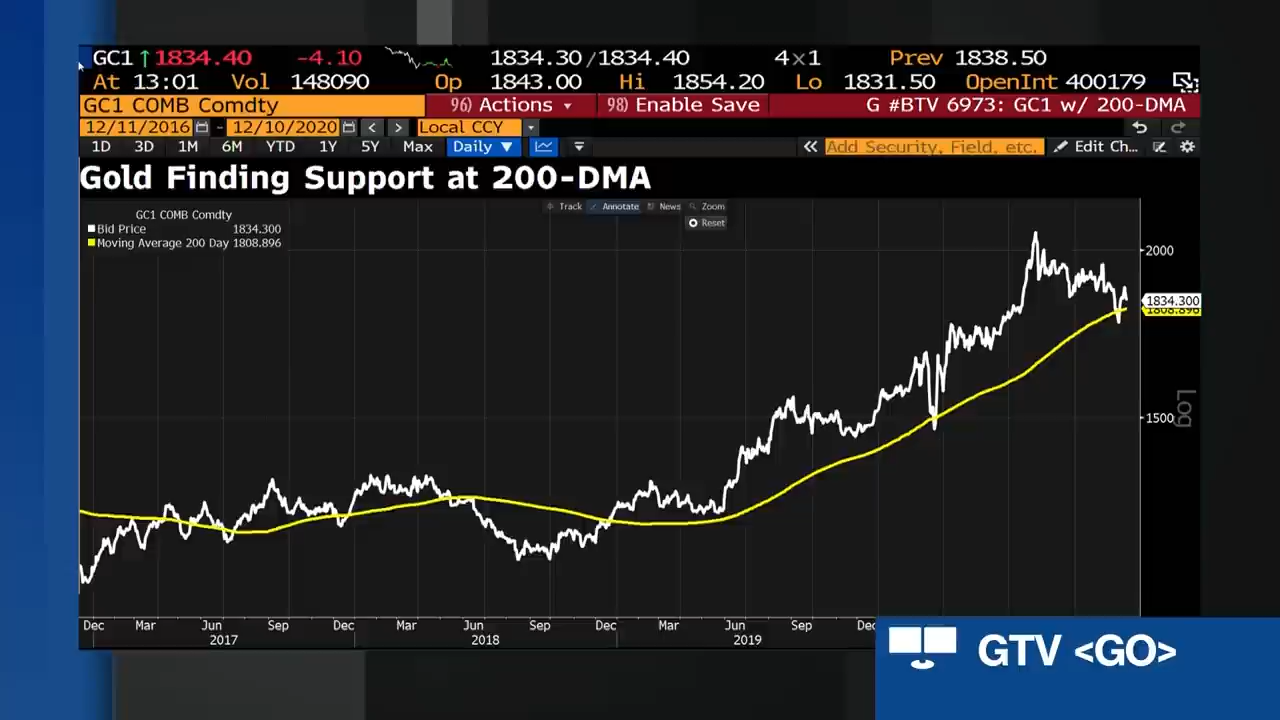 GC1 ↑ 1834.40 -4.10 1834.30/1834.40 4×1 Prev 1838.50
At 13:01 Vol 148090 Op 1843.00 Hi 1854.20 Lo 1831.50 OpenInt 400179
GC1 COMB Comdty 96) Actions ▾ 98) Enable Save G #BTV 6973: GC1 w/ 200-DMA
12/11/2016 - 12/10/2020 < > Local CCY
1D 3D 1M 6M YTD 1Y 5Y Max Daily ▼ « Add Security, Field, etc. Edit Ch...
Gold Finding Support at 200-DMA
Track Annotate News Zoom
Reset
GC1 COMB Comdty
Bid Price 1834.300
Moving Average 200 Day 1808.896
2000
1834.300
1808.896
1500
Log
Dec Mar Jun Sep Dec Mar Jun Sep Dec Mar Jun Sep Dec
2017 2018 2019
GTV <GO>